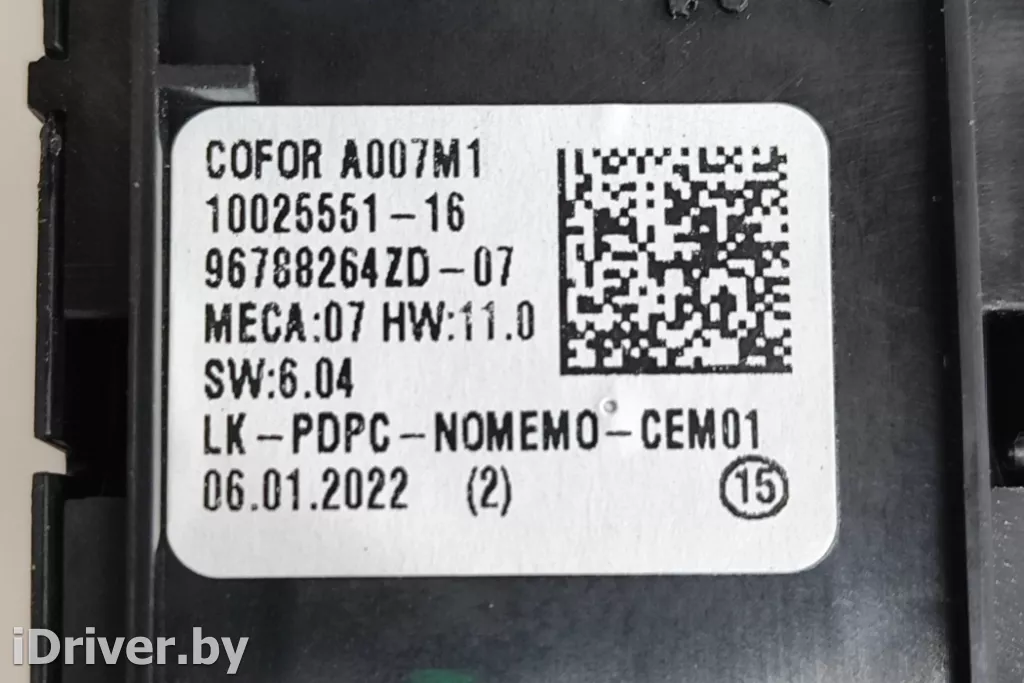 COFOR A007M1
10025551-16
96788264ZD-07
MECA:07 HW:11.0
SW:6.04
LK-PDPC-NOMEMO-CEM01
06.01.2022 (2) 15
iDriver.by